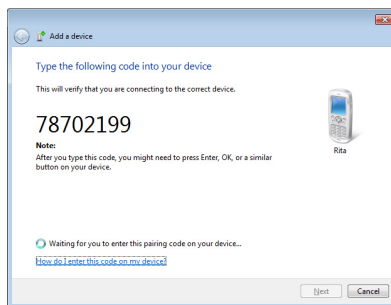 Add a device
Type the following code into your device
This will verify that you are connecting to the correct device.
78702199
Note:
After you type this code, you might need to press Enter, OK, or a similar
button on your device.
Rita
Waiting for you to enter this pairing code on your device...
How do I enter this code on my device?
Next
Cancel